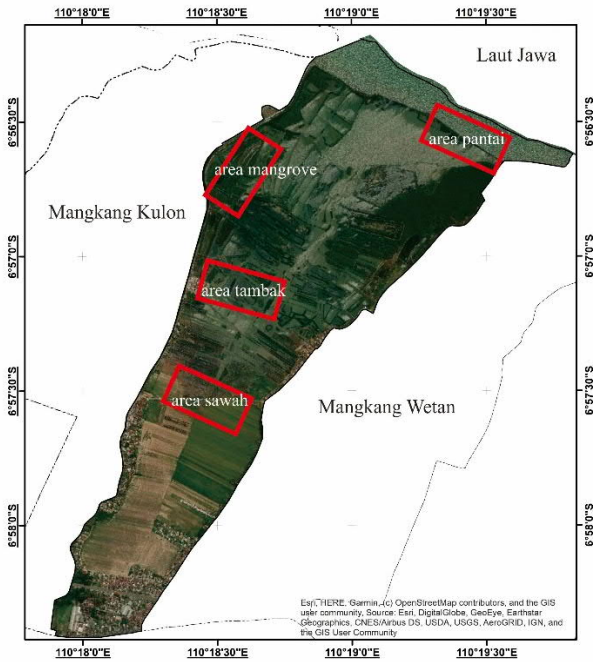 110°18'0"E 110°18'30"E 110°19'0"E 110°19'30"E
Laut Jawa
6°56'30"S 6°56'30"S
area pantai
area mangrove
Mangkang Kulon
6°57'0"S 6°57'0"S
area tambak
6°57'30"S 6°57'30"S
area sawah
Mangkang Wetan
6°58'0"S 6°58'0"S
Esri, HERE, Garmin, (c) OpenStreetMap contributors, and the GIS
user community, Source: Esri, DigitalGlobe, GeoEye, Earthstar
Geographics, CNES/Airbus DS, USDA, USGS, AeroGRID, IGN, and
the GIS User Community
110°18'0"E 110°18'30"E 110°19'0"E 110°19'30"E